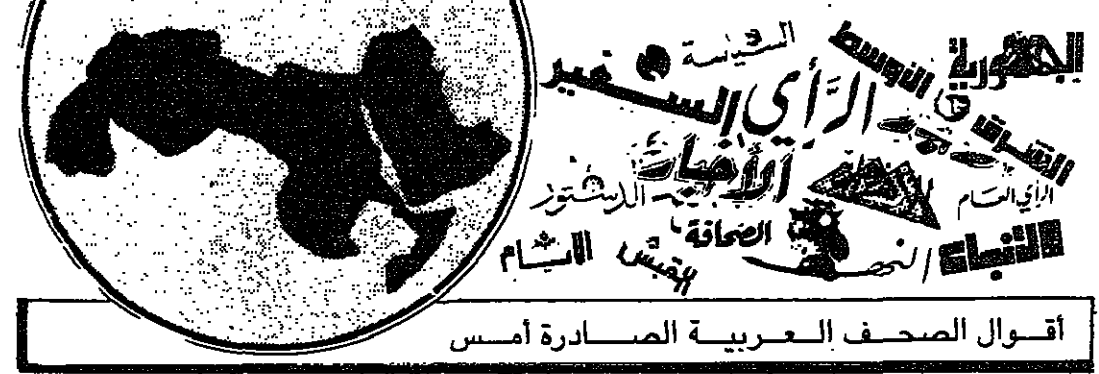 السياسة
الجمهورية
السفير
الشرق الأوسط
الرأي
الأخبار
الأهرام
الرأي العام
الدستور
الصحافة
الأنباء
النهار
القبس
الأيام
أقوال الصحف العربية الصادرة أمس